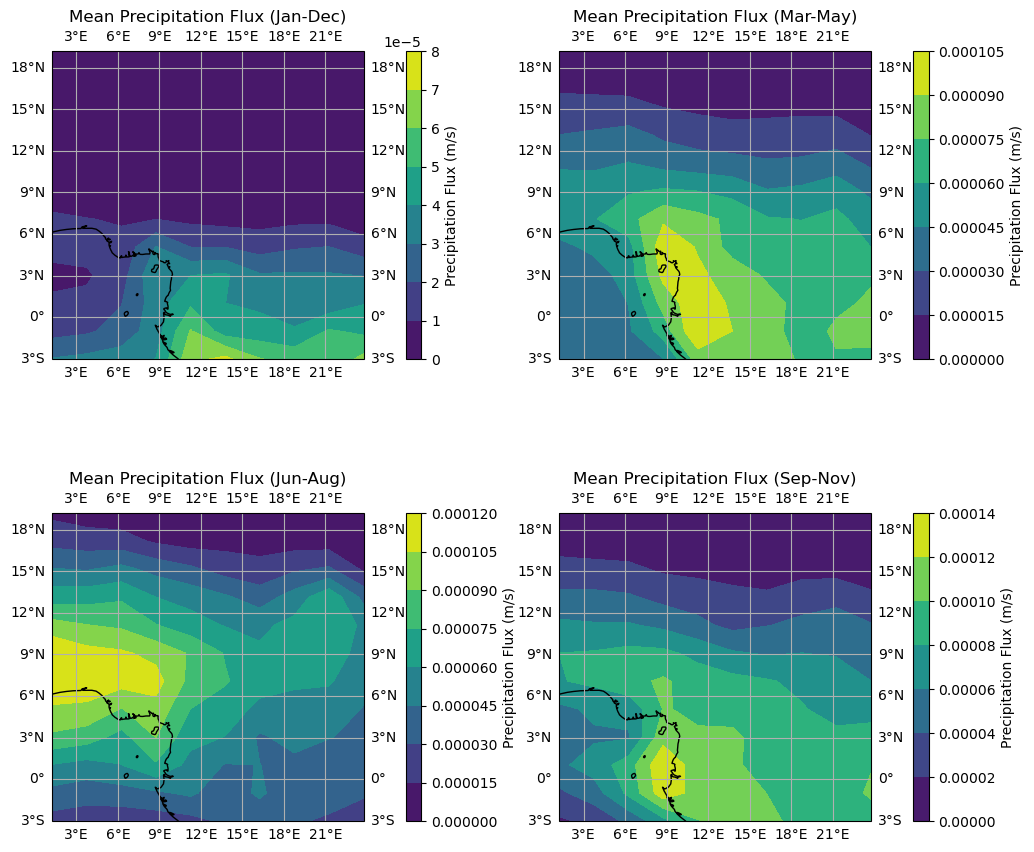 Mean Precipitation Flux (Jan-Dec)
3°E 6°E 9°E 12°E 15°E 18°E 21°E
1e−5
18°N 18°N 8
15°N 15°N 7
12°N 12°N 6
9°N 9°N 5
6°N 6°N 4
3°N 3°N 3
0° 0° 2
3°S 3°S 1
0
3°E 6°E 9°E 12°E 15°E 18°E 21°E
Precipitation Flux (m/s)
Mean Precipitation Flux (Mar-May)
3°E 6°E 9°E 12°E 15°E 18°E 21°E
18°N 18°N 0.000105
15°N 15°N 0.000090
12°N 12°N 0.000075
9°N 9°N 0.000060
6°N 6°N 0.000045
3°N 3°N 0.000030
0° 0° 0.000015
3°S 3°S 0.000000
3°E 6°E 9°E 12°E 15°E 18°E 21°E
Precipitation Flux (m/s)
Mean Precipitation Flux (Jun-Aug)
3°E 6°E 9°E 12°E 15°E 18°E 21°E
18°N 18°N 0.000120
15°N 15°N 0.000105
12°N 12°N 0.000090
9°N 9°N 0.000075
6°N 6°N 0.000060
3°N 3°N 0.000045
0° 0° 0.000030
3°S 3°S 0.000015
0.000000
3°E 6°E 9°E 12°E 15°E 18°E 21°E
Precipitation Flux (m/s)
Mean Precipitation Flux (Sep-Nov)
3°E 6°E 9°E 12°E 15°E 18°E 21°E
18°N 18°N 0.00014
15°N 15°N 0.00012
12°N 12°N 0.00010
9°N 9°N 0.00008
6°N 6°N 0.00006
3°N 3°N 0.00004
0° 0° 0.00002
3°S 3°S 0.00000
3°E 6°E 9°E 12°E 15°E 18°E 21°E
Precipitation Flux (m/s)